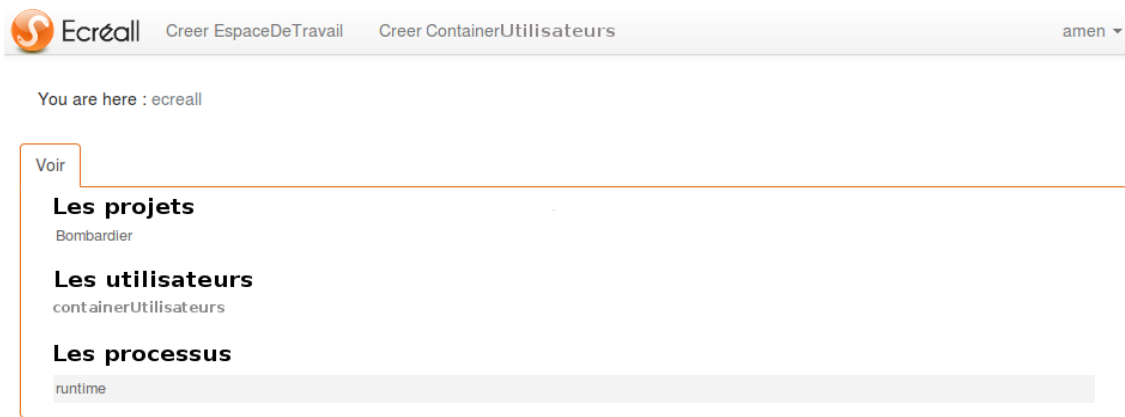 Ecréall Creer EspaceDeTravail Creer ContainerUtilisateurs amen
You are here : ecreall
Voir
Les projets
Bombardier
Les utilisateurs
containerUtilisateurs
Les processus
runtime